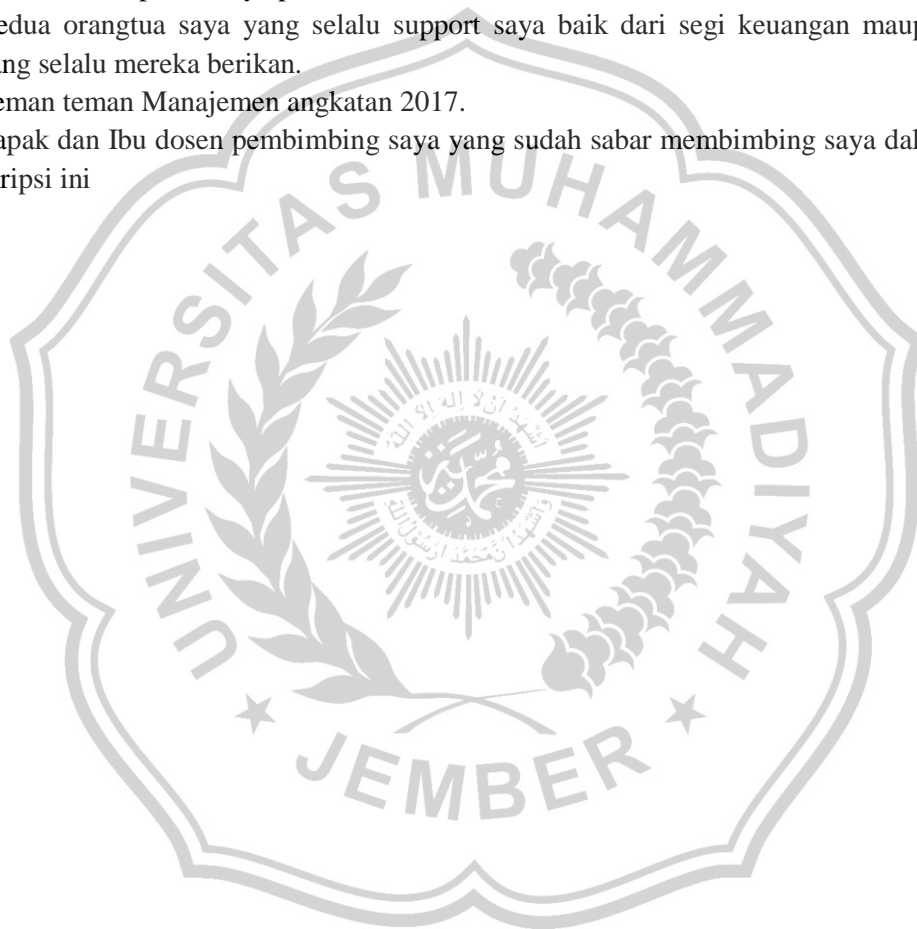 edua orangtua saya yang selalu support saya baik dari segi keuangan maup
ng selalu mereka berikan.
eman teman Manajemen angkatan 2017.
apak dan Ibu dosen pembimbing saya yang sudah sabar membimbing saya dal
ripsi ini
UNIVERSITAS MUHAMMADIYAH
JEMBER